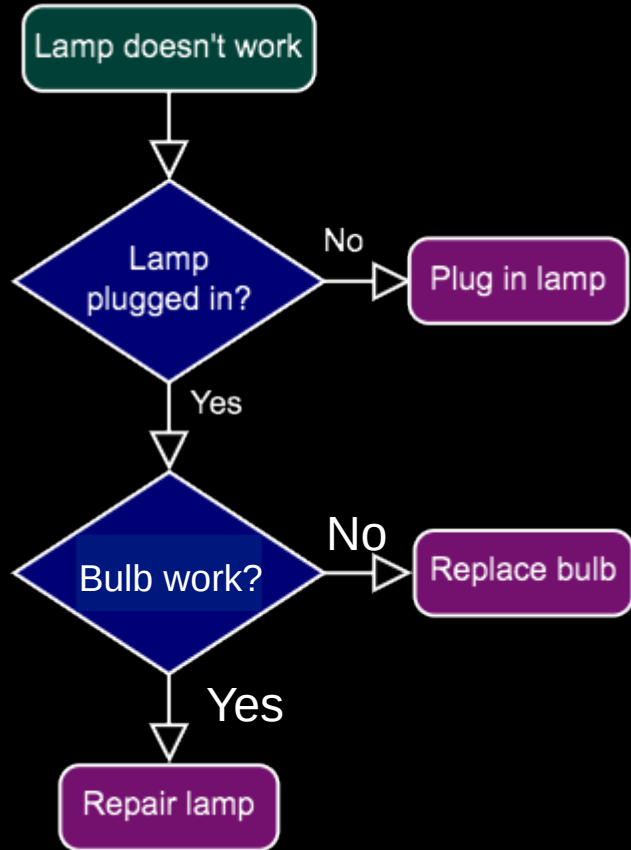 Lamp doesn't work
Lamp
plugged in?
No
Plug in lamp
Yes
Bulb work?
No
Replace bulb
Yes
Repair lamp